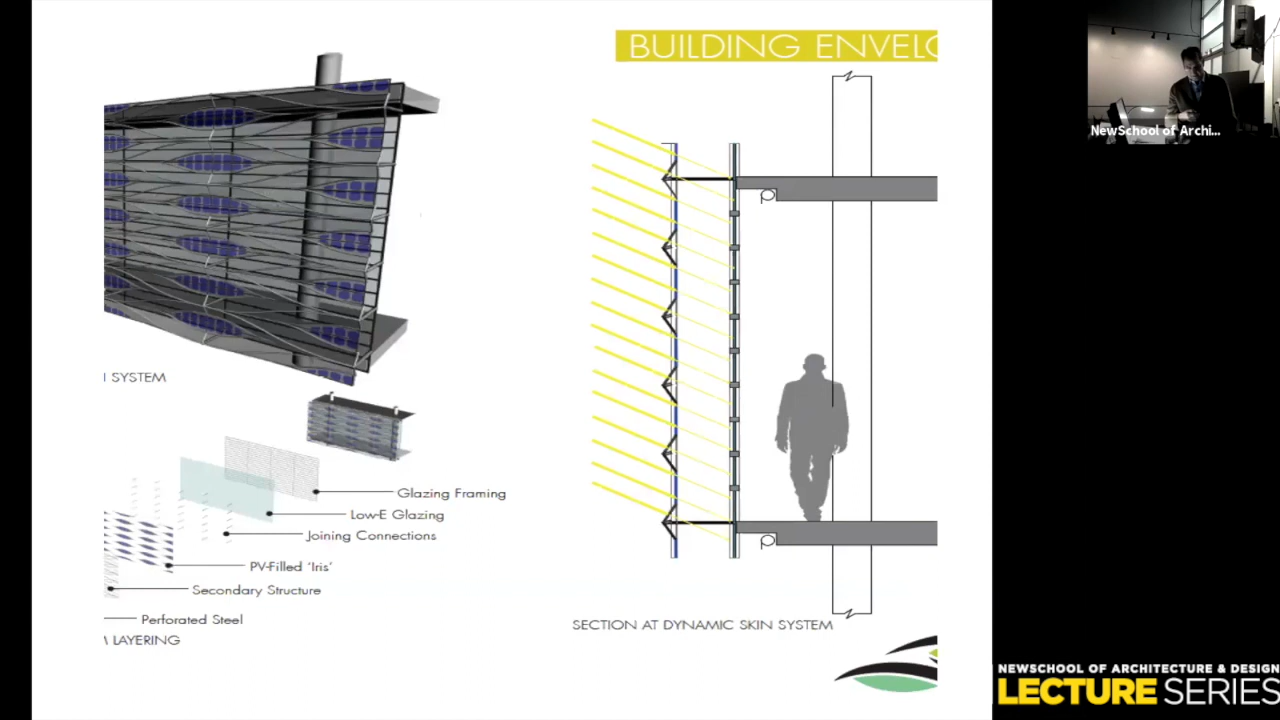 BUILDING ENVELO
NewSchool of Archi...
SYSTEM
Glazing Framing
Low-E Glazing
Joining Connections
PV-Filled 'Iris'
Secondary Structure
Perforated Steel
LAYERING
SECTION AT DYNAMIC SKIN SYSTEM
NEWSCHOOL OF ARCHITECTURE & DESIGN
LECTURE SERIES